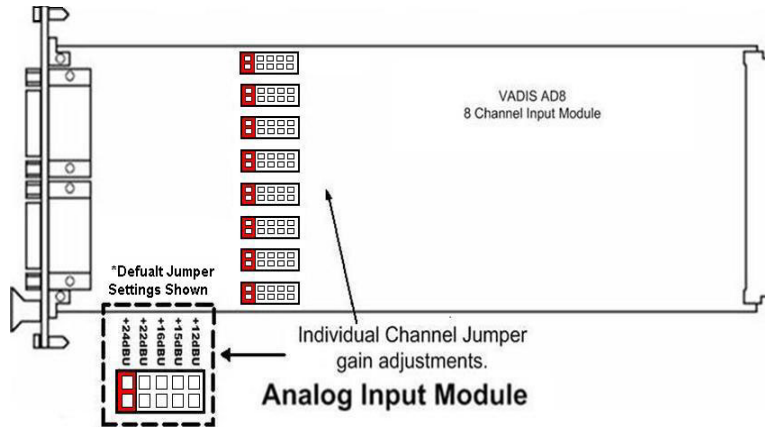 VADIS AD8
8 Channel Input Module
*Defualt Jumper
Settings Shown
+24dBU
+22dBU
+16dBU
+15dBU
+12dBU
Individual Channel Jumper
gain adjustments.
Analog Input Module